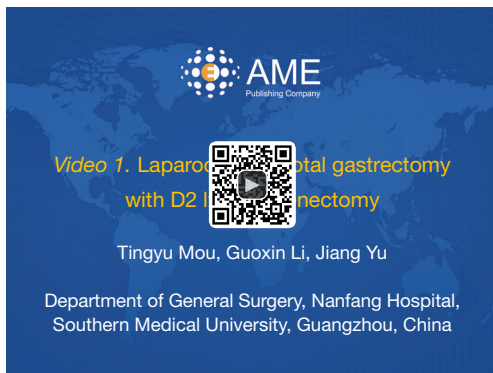 AME
Publishing Company
Video 1. Laparo otal gastrectomy
with D2 l nectomy
Tingyu Mou, Guoxin Li, Jiang Yu
Department of General Surgery, Nanfang Hospital,
Southern Medical University, Guangzhou, China